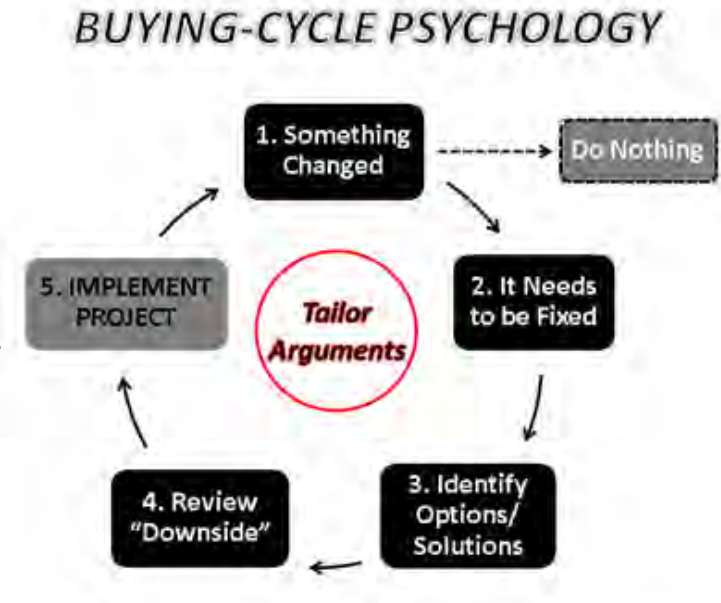 BUYING-CYCLE PSYCHOLOGY
1. Something
Changed
Do Nothing
2. It Needs
to be Fixed
3. Identify
Options/
Solutions
4. Review
“Downside”
5. IMPLEMENT
PROJECT
Tailor
Arguments